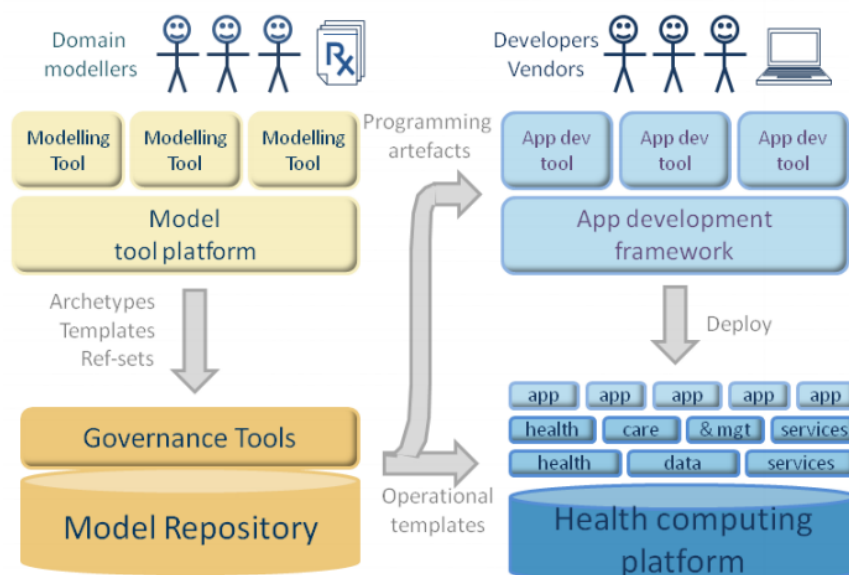 Domain
modellers
Rx
Modelling
Tool
Modelling
Tool
Modelling
Tool
Model
tool platform
Archetypes
Templates
Ref-sets
Governance Tools
Model Repository
Programming
artefacts
Operational
templates
Developers
Vendors
App dev
tool
App dev
tool
App dev
tool
App development
framework
Deploy
app app app app app
health care & mgt services
health data services
Health computing
platform